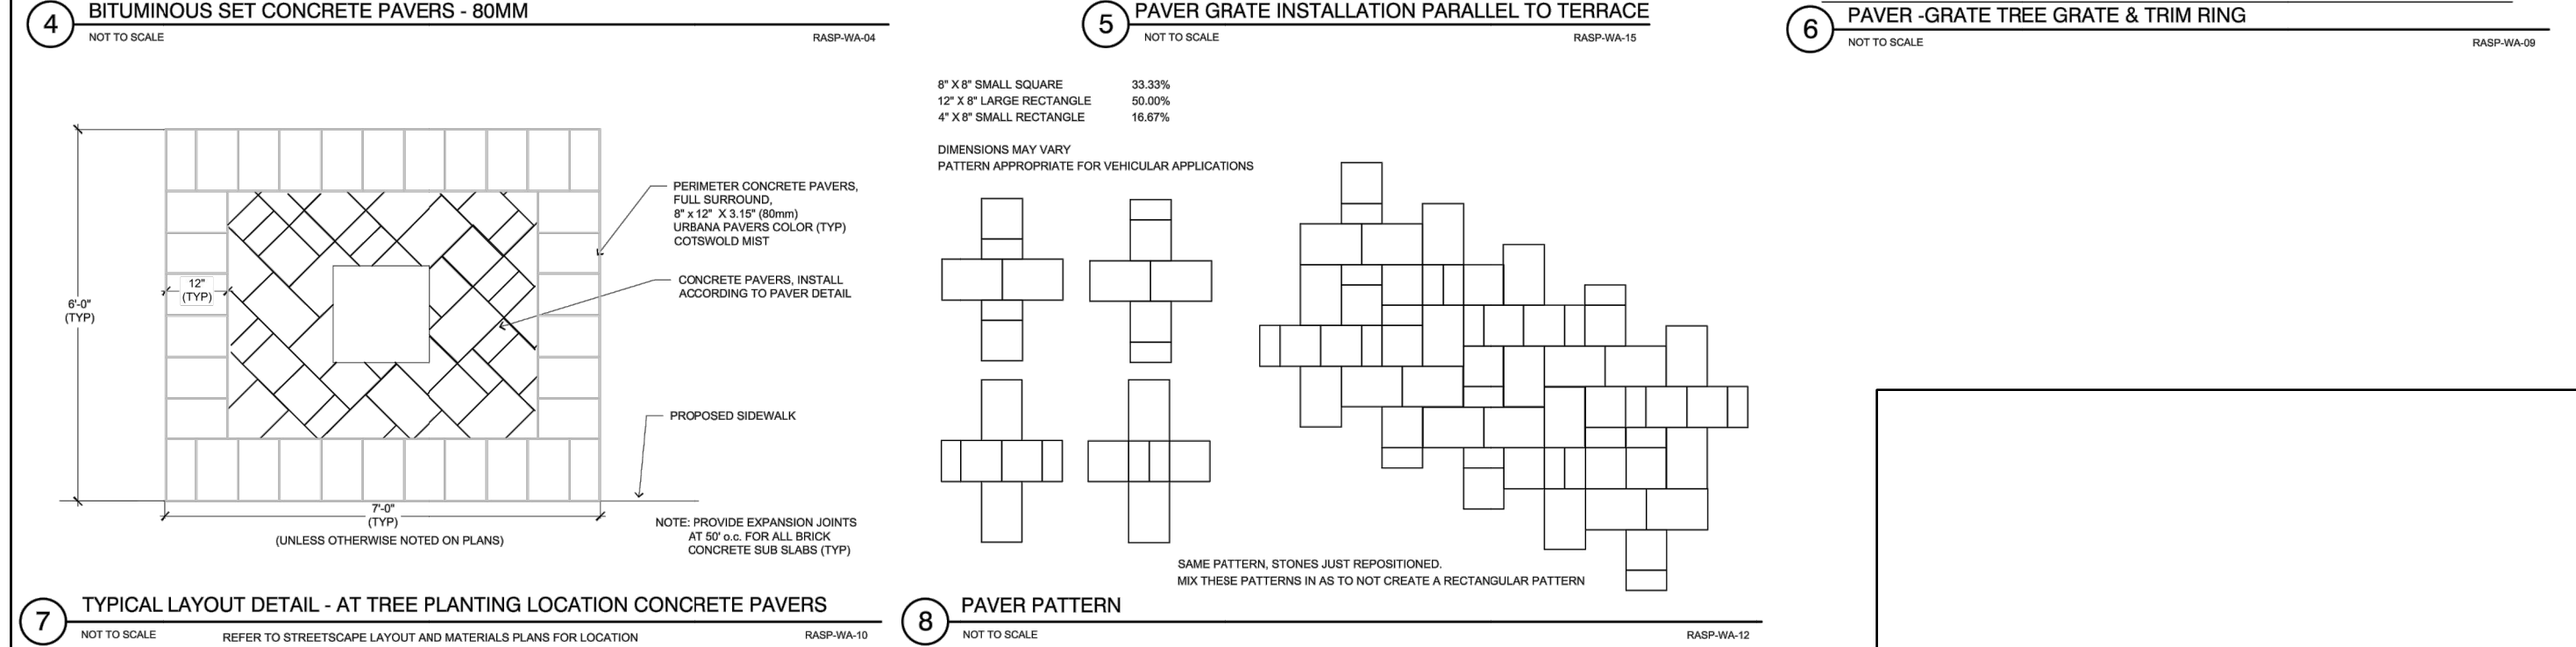 4
BITUMINOUS SET CONCRETE PAVERS - 80MM
NOT TO SCALE
RASP-WA-04
5
PAVER GRATE INSTALLATION PARALLEL TO TERRACE
NOT TO SCALE
RASP-WA-15
6
PAVER -GRATE TREE GRATE & TRIM RING
NOT TO SCALE
RASP-WA-09
6'-0"
(TYP)
12"
(TYP)
PERIMETER CONCRETE PAVERS,
FULL SURROUND,
8" x 12" X 3.15" (80mm)
URBANA PAVERS COLOR (TYP)
COTSWOLD MIST
CONCRETE PAVERS, INSTALL
ACCORDING TO PAVER DETAIL
PROPOSED SIDEWALK
7'-0"
(TYP)
(UNLESS OTHERWISE NOTED ON PLANS)
NOTE: PROVIDE EXPANSION JOINTS
AT 50' o.c. FOR ALL BRICK
CONCRETE SUB SLABS (TYP)
7
TYPICAL LAYOUT DETAIL - AT TREE PLANTING LOCATION CONCRETE PAVERS
NOT TO SCALE
REFER TO STREETSCAPE LAYOUT AND MATERIALS PLANS FOR LOCATION
RASP-WA-10
8" X 8" SMALL SQUARE 33.33%
12" X 8" LARGE RECTANGLE 50.00%
4" X 8" SMALL RECTANGLE 16.67%
DIMENSIONS MAY VARY
PATTERN APPROPRIATE FOR VEHICULAR APPLICATIONS
SAME PATTERN, STONES JUST REPOSITIONED.
MIX THESE PATTERNS IN AS TO NOT CREATE A RECTANGULAR PATTERN
8
PAVER PATTERN
NOT TO SCALE
RASP-WA-12